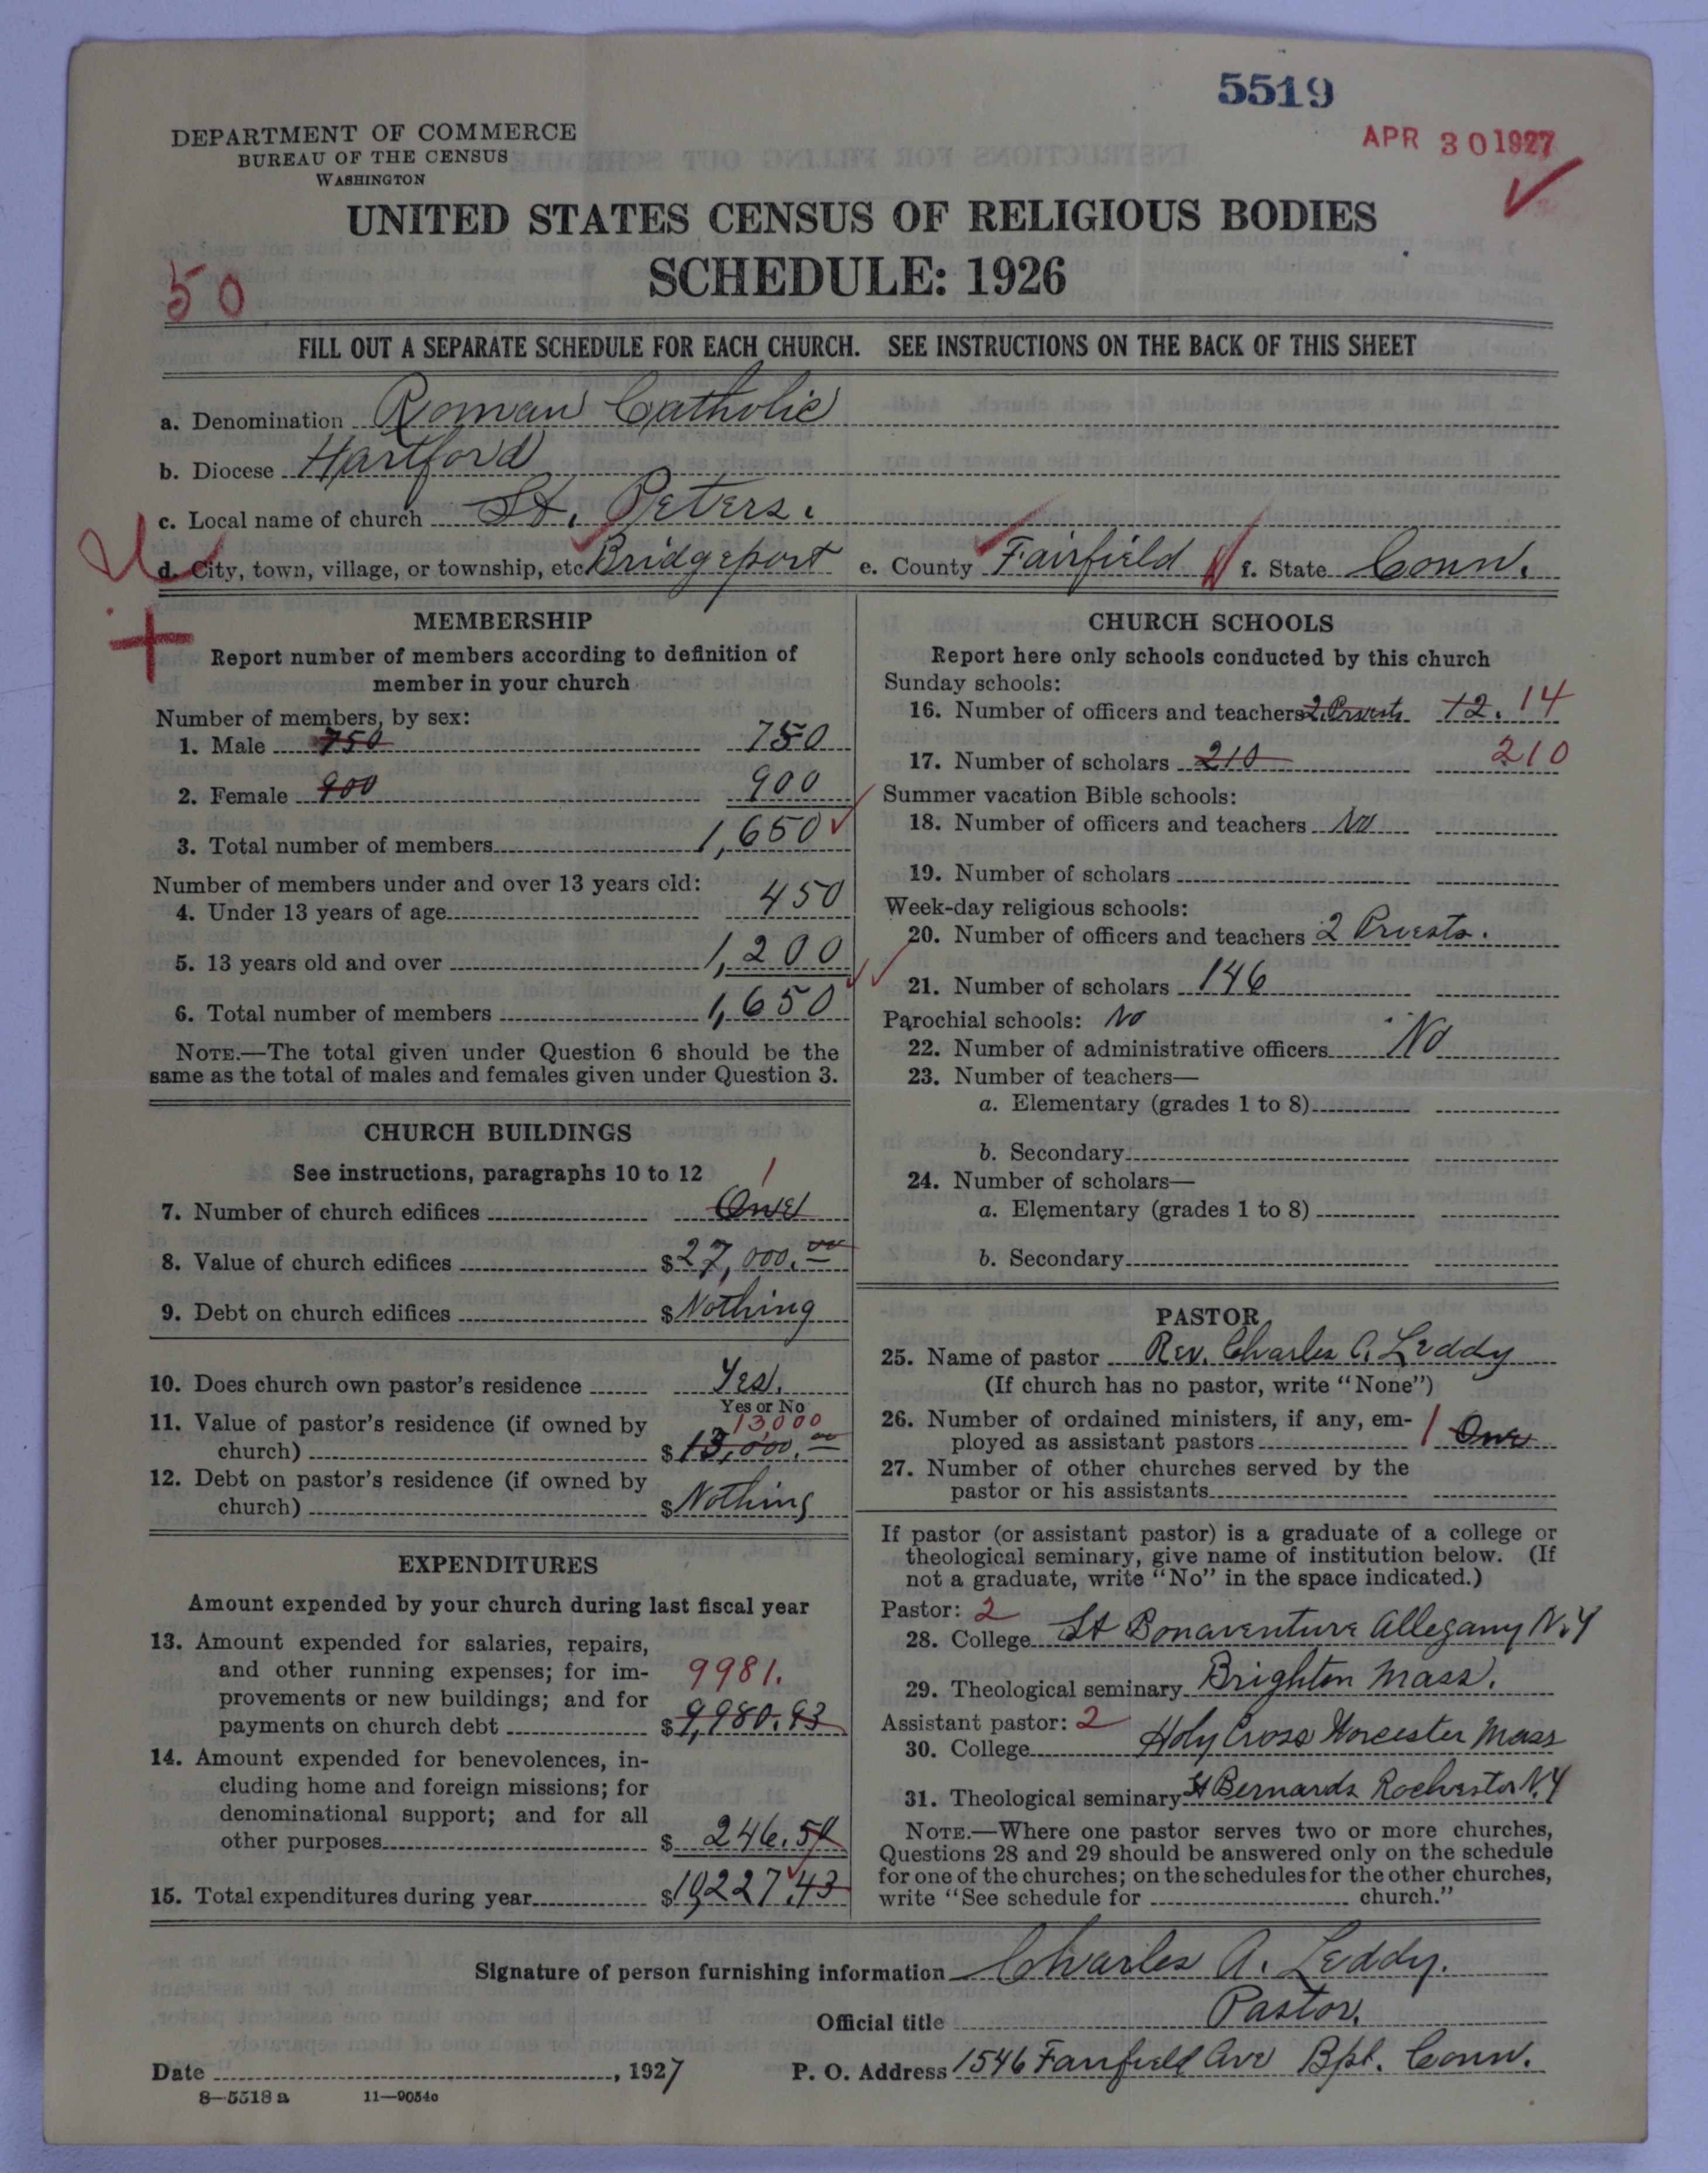 5519
APR 30 1927
DEPARTMENT OF COMMERCE
BUREAU OF THE CENSUS
WASHINGTON
UNITED STATES CENSUS OF RELIGIOUS BODIES
SCHEDULE: 1926
50
FILL OUT A SEPARATE SCHEDULE FOR EACH CHURCH. SEE INSTRUCTIONS ON THE BACK OF THIS SHEET
a. Denomination Roman Catholic
b. Diocese Hartford
c. Local name of church St. Peters.
d. City, town, village, or township, etc Bridgeport e. County Fairfield f. State Conn.
MEMBERSHIP
Report number of members according to definition of
member in your church
Number of members, by sex:
1. Male 750 750
2. Female 900 900
3. Total number of members 1,650
Number of members under and over 13 years old:
4. Under 13 years of age 450
5. 13 years old and over 1,200
6. Total number of members 1,650
NOTE.—The total given under Question 6 should be the
same as the total of males and females given under Question 3.
CHURCH BUILDINGS
See instructions, paragraphs 10 to 12
7. Number of church edifices One 1
8. Value of church edifices $27,000.00
9. Debt on church edifices $ Nothing
10. Does church own pastor's residence Yes.
Yes or No
13000
11. Value of pastor's residence (if owned by
church) $13,000.00
12. Debt on pastor's residence (if owned by
church) $ Nothing
EXPENDITURES
Amount expended by your church during last fiscal year
13. Amount expended for salaries, repairs,
and other running expenses; for im-
9981.
provements or new buildings; and for
payments on church debt $9,980.93
14. Amount expended for benevolences, in-
cluding home and foreign missions; for
denominational support; and for all
other purposes $ 246.50
15. Total expenditures during year $10,227.43
CHURCH SCHOOLS
Report here only schools conducted by this church
Sunday schools:
16. Number of officers and teachers 2 Priests 12. 14
17. Number of scholars 210 210
Summer vacation Bible schools:
18. Number of officers and teachers No
19. Number of scholars
Week-day religious schools:
20. Number of officers and teachers 2 Priests.
21. Number of scholars 146
Parochial schools: No
22. Number of administrative officers No
23. Number of teachers—
a. Elementary (grades 1 to 8)
b. Secondary
24. Number of scholars—
a. Elementary (grades 1 to 8)
b. Secondary
PASTOR
25. Name of pastor Rev. Charles A. Leddy
(If church has no pastor, write "None")
26. Number of ordained ministers, if any, em-
ployed as assistant pastors 1 One
27. Number of other churches served by the
pastor or his assistants
If pastor (or assistant pastor) is a graduate of a college or
theological seminary, give name of institution below. (If
not a graduate, write "No" in the space indicated.)
Pastor: 2
28. College St Bonaventure Allegany N.Y
29. Theological seminary Brighton Mass.
Assistant pastor: 2
30. College Holy Cross Worcester Mass
31. Theological seminary St Bernards Rochester N.Y
NOTE.—Where one pastor serves two or more churches,
Questions 28 and 29 should be answered only on the schedule
for one of the churches; on the schedules for the other churches,
write "See schedule for church."
Signature of person furnishing information Charles A. Leddy.
Official title Pastor.
Date , 1927 P. O. Address 1546 Fairfield Ave Bpt. Conn.
8—5518 a 11—9054c